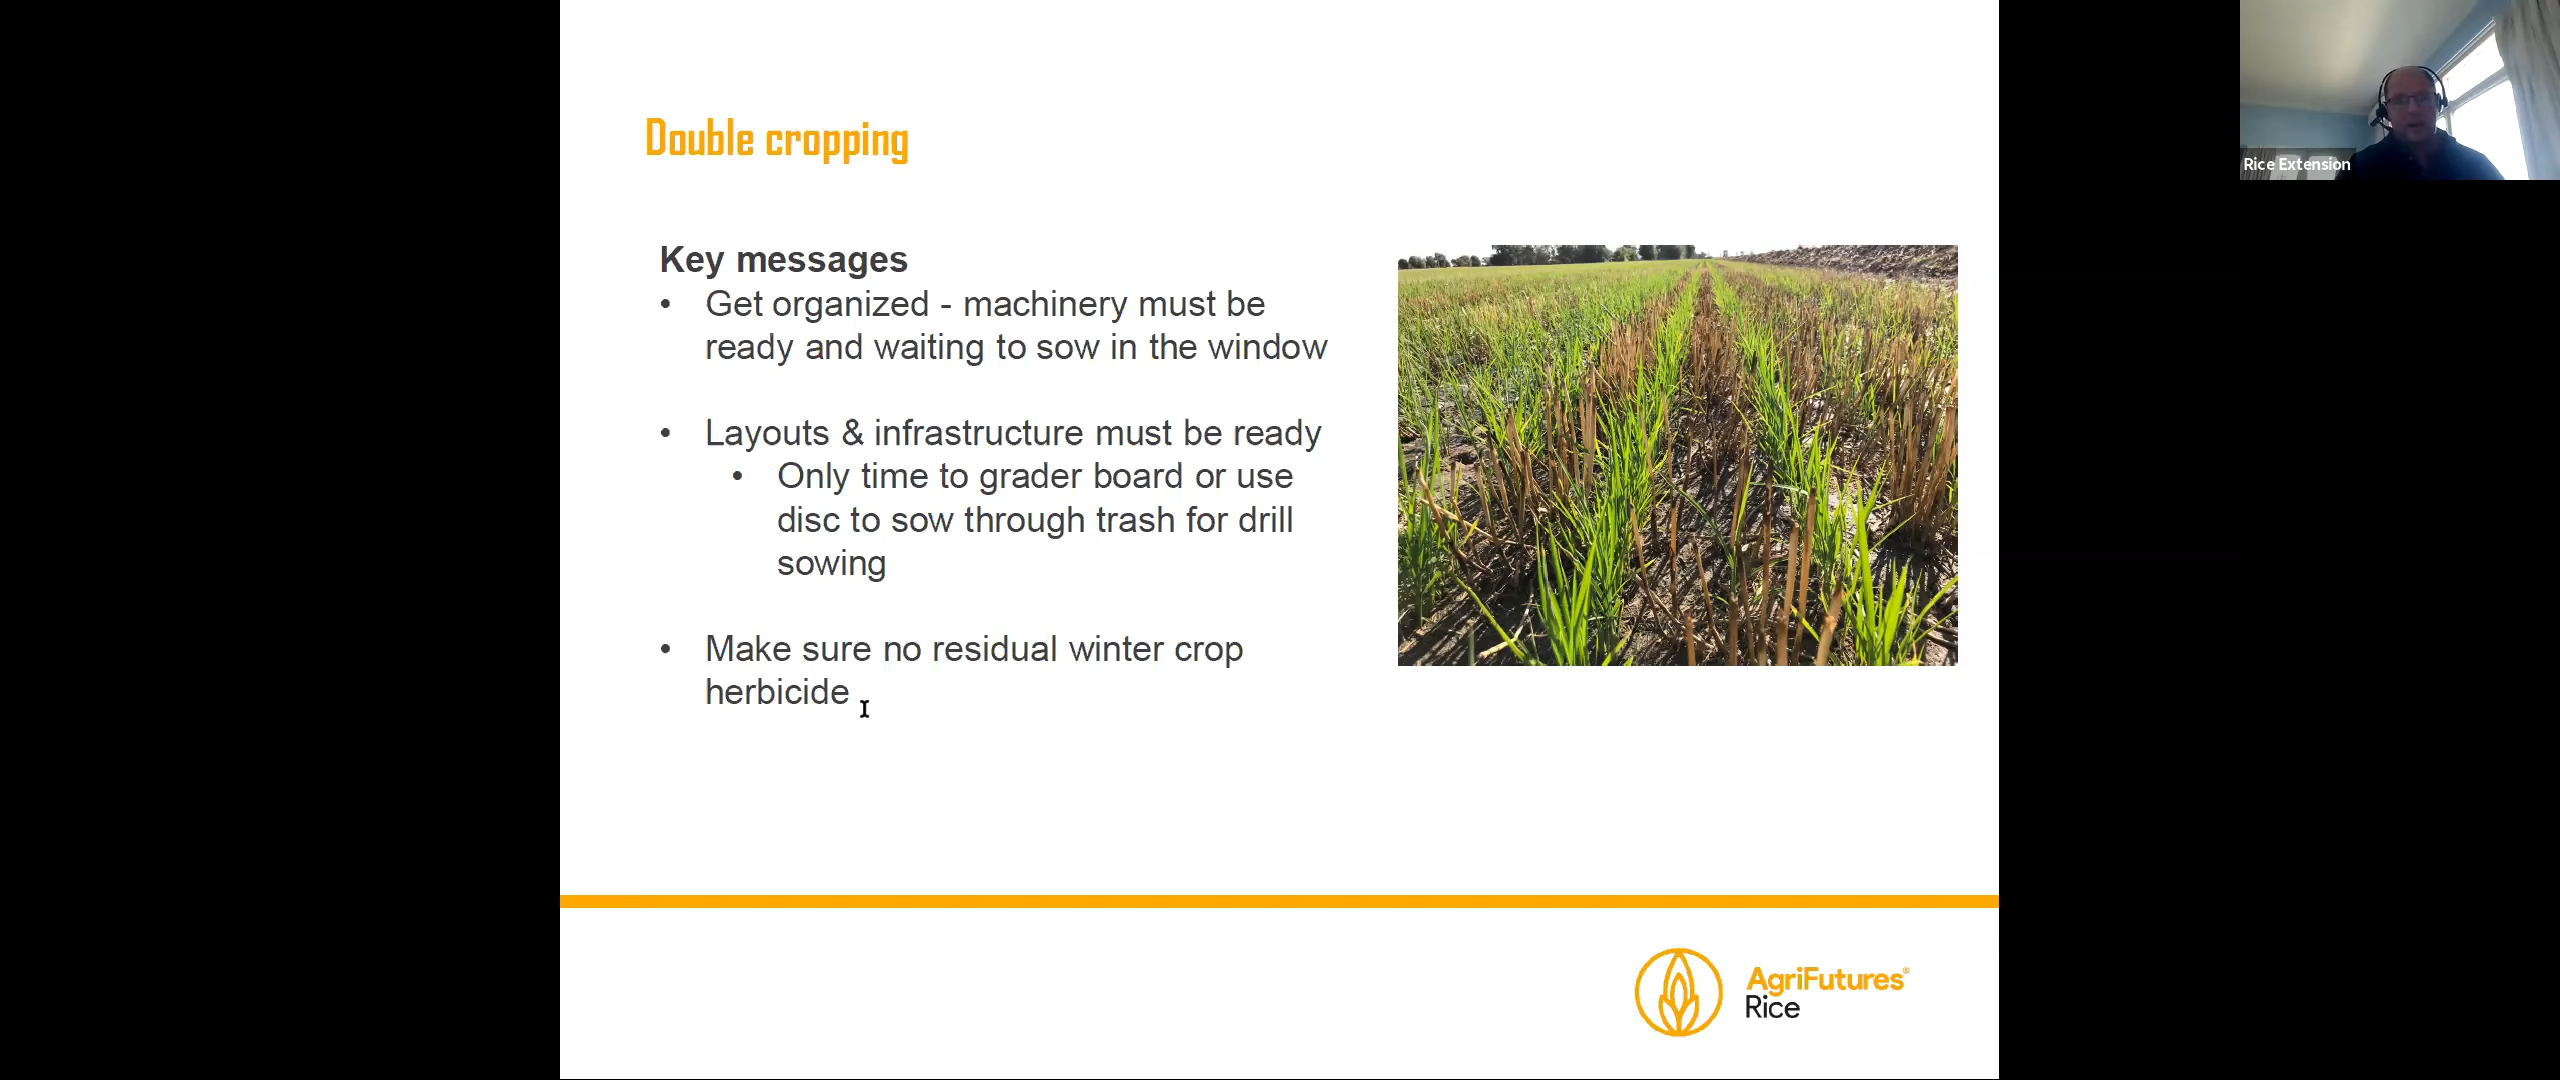 Double cropping
Key messages
• Get organized - machinery must be
ready and waiting to sow in the window
• Layouts & infrastructure must be ready
• Only time to grader board or use
disc to sow through trash for drill
sowing
• Make sure no residual winter crop
herbicide
Rice Extension
AgriFutures®
Rice